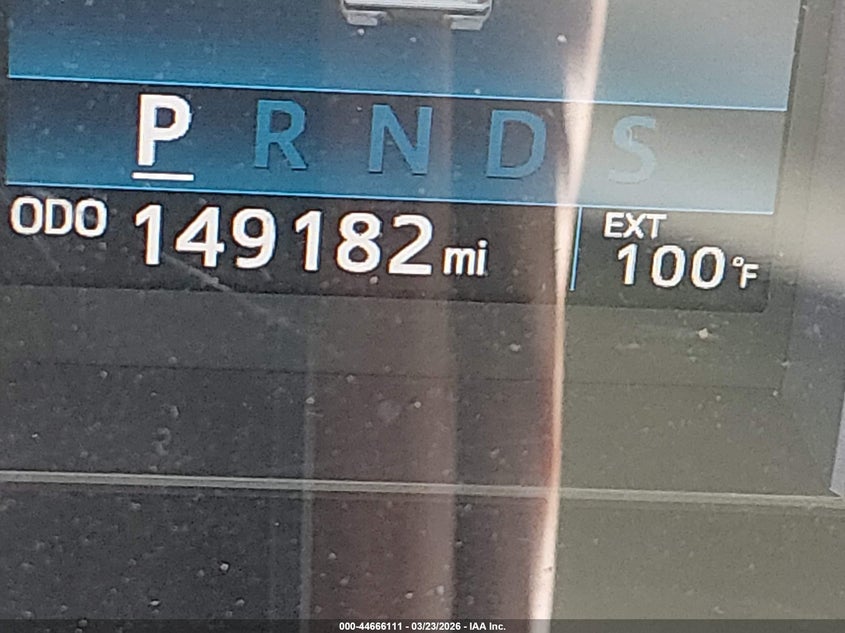 P R N D S
ODO 149182 mi
EXT
100°F
000-44666111 - 03/23/2026 - IAA Inc.